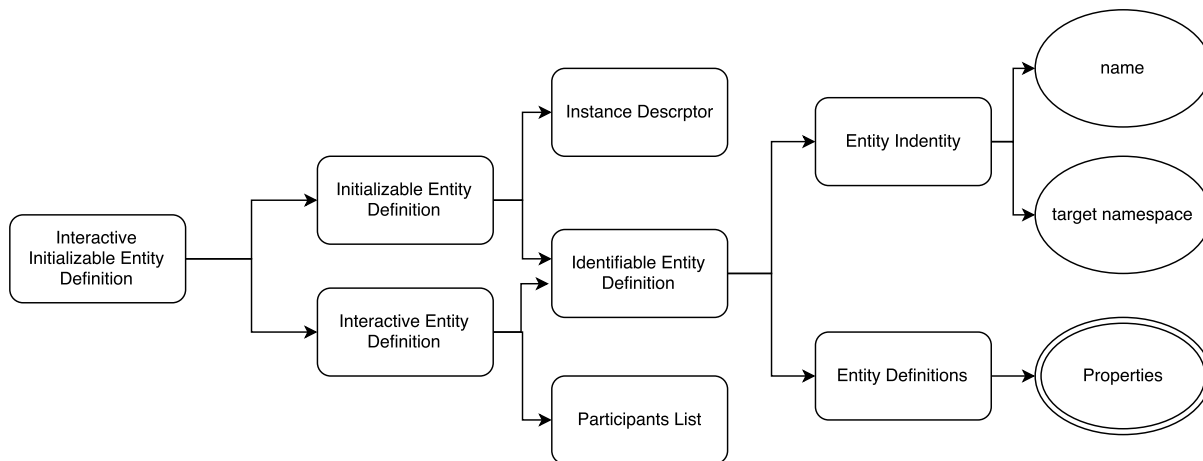 Interactive
Initializable Entity
Definition
Initializable Entity
Definition
Interactive Entity
Definition
Instance Descrptor
Identifiable Entity
Definition
Participants List
Entity Indentity
Entity Definitions
name
target namespace
Properties